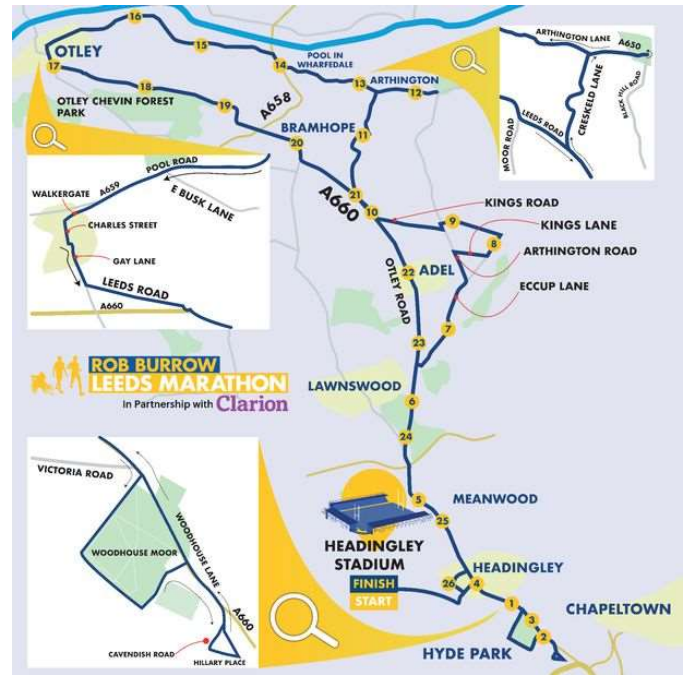 16
OTLEY
15
POOL IN
WHARFEDALE
14
17
13
ARTHINGTON
12
18
OTLEY CHEVIN FOREST
PARK
19
A658
BRAMHOPE
11
20
21
A660
10
KINGS ROAD
9
KINGS LANE
8
ARTHINGTON ROAD
OTLEY ROAD
22
ADEL
ECCUP LANE
7
23
LAWNSWOOD
6
24
5
MEANWOOD
25
HEADINGLEY
STADIUM
FINISH
START
HEADINGLEY
26
4
1
CHAPELTOWN
3
2
HYDE PARK
ARTHINGTON LANE
A650
CRESKELD LANE
BLACK HILL ROAD
LEEDS ROAD
MOOR ROAD
POOL ROAD
WALKERGATE
A659
E BUSK LANE
CHARLES STREET
GAY LANE
LEEDS ROAD
A660
ROB BURROW
LEEDS MARATHON
In Partnership with Clarion
VICTORIA ROAD
WOODHOUSE LANE
WOODHOUSE MOOR
A660
CAVENDISH ROAD
HILLARY PLACE